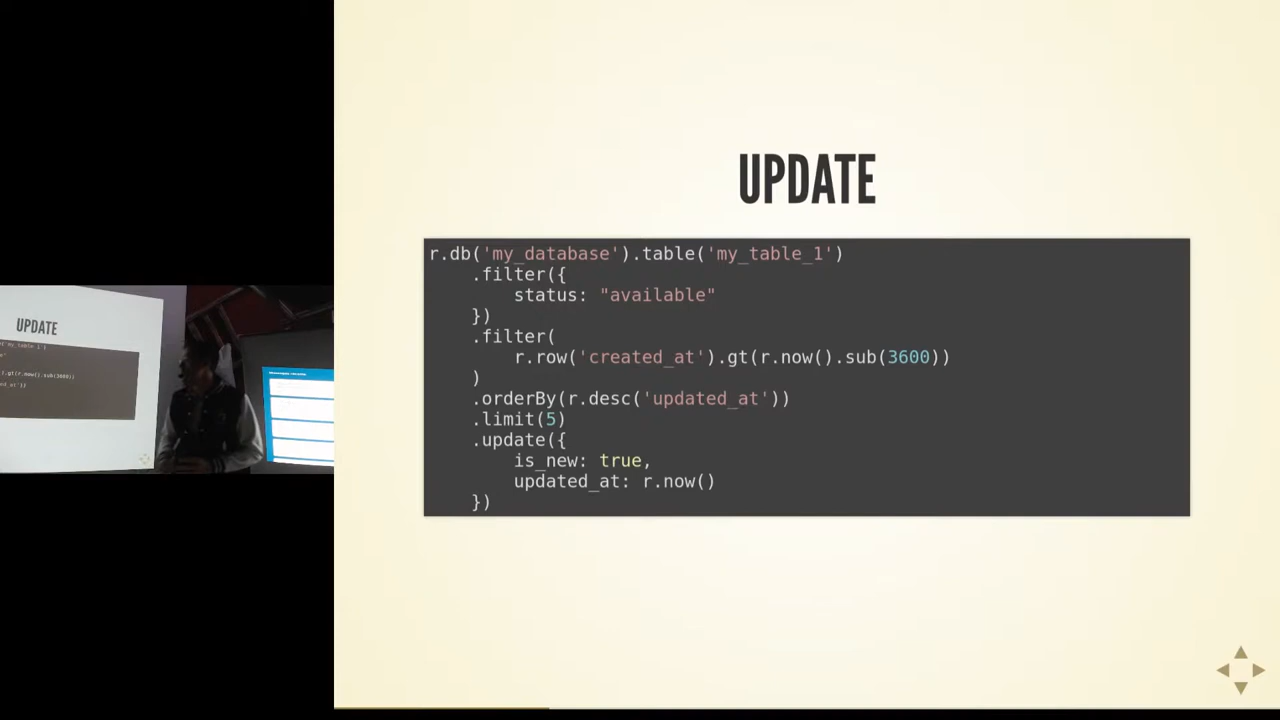 UPDATE
r.db('my_database').table('my_table_1')
    .filter({
        status: "available"
    })
    .filter(
        r.row('created_at').gt(r.now().sub(3600))
    )
    .orderBy(r.desc('updated_at'))
    .limit(5)
    .update({
        is_new: true,
        updated_at: r.now()
    })
UPDATE